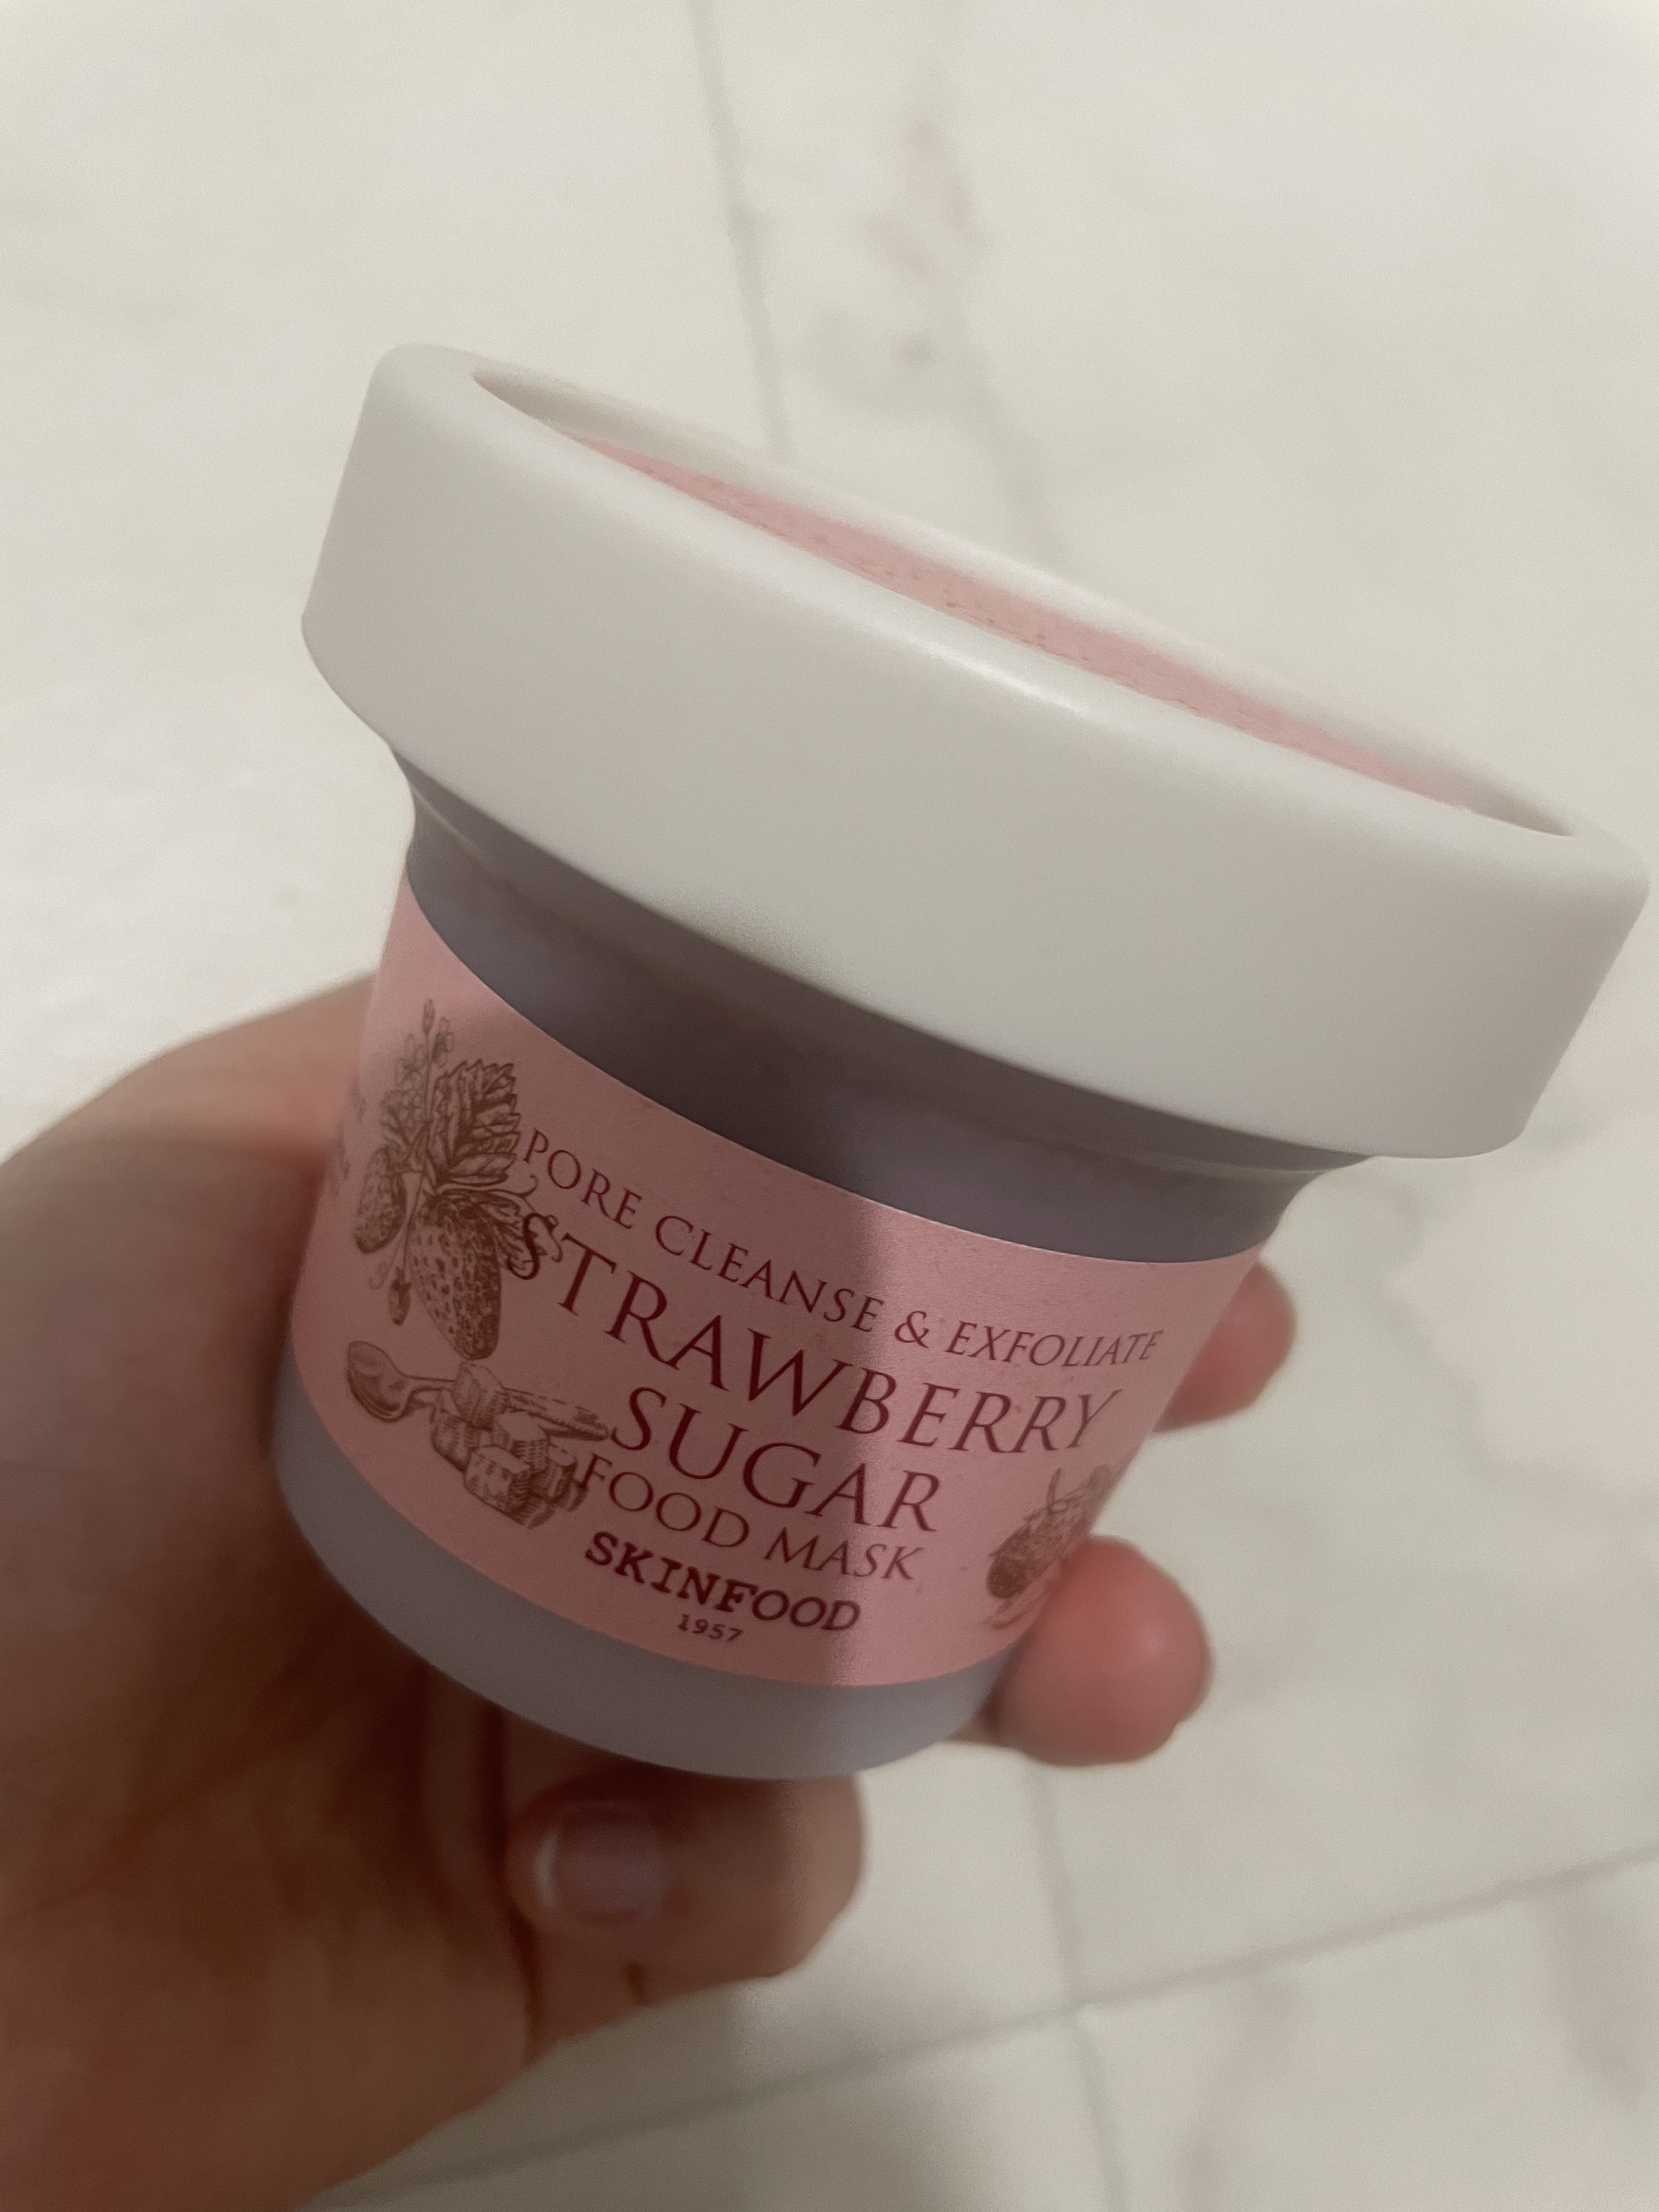 PORE CLEANSE & EXFOLIATE
STRAWBERRY
SUGAR
FOOD MASK
SKINFOOD
1957